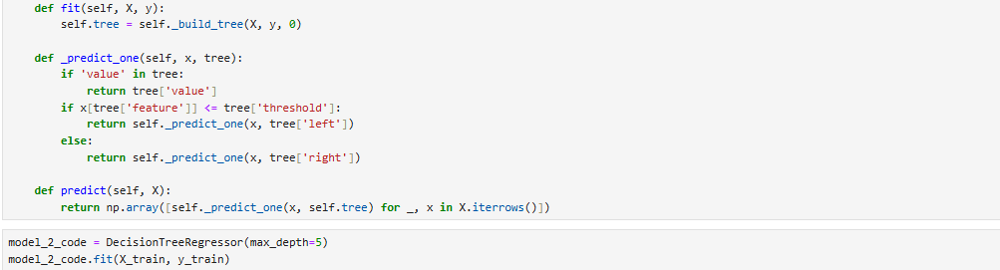 def fit(self, X, y):
self.tree = self._build_tree(X, y, 0)
def _predict_one(self, x, tree):
if 'value' in tree:
return tree['value']
if x[tree['feature']] <= tree['threshold']:
return self._predict_one(x, tree['left'])
else:
return self._predict_one(x, tree['right'])
def predict(self, X):
return np.array([self._predict_one(x, self.tree) for _, x in X.iterrows()])
model_2_code = DecisionTreeRegressor(max_depth=5)
model_2_code.fit(X_train, y_train)